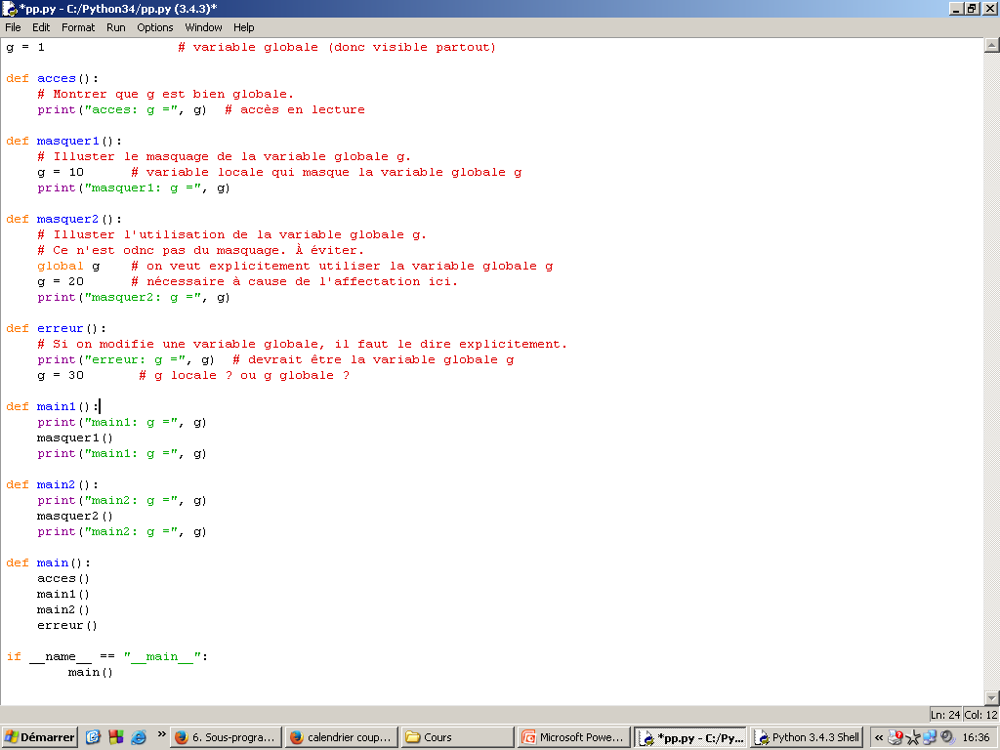 *pp.py - C:/Python34/pp.py (3.4.3)*
File Edit Format Run Options Window Help
g = 1                 # variable globale (donc visible partout)
def acces():
    # Montrer que g est bien globale.
    print("acces: g =", g)  # accès en lecture
def masquer1():
    # Illuster le masquage de la variable globale g.
    g = 10      # variable locale qui masque la variable globale g
    print("masquer1: g =", g)
def masquer2():
    # Illuster l'utilisation de la variable globale g.
    # Ce n'est odnc pas du masquage. À éviter.
    global g    # on veut explicitement utiliser la variable globale g
    g = 20      # nécessaire à cause de l'affectation ici.
    print("masquer2: g =", g)
def erreur():
    # Si on modifie une variable globale, il faut le dire explicitement.
    print("erreur: g =", g)  # devrait être la variable globale g
    g = 30       # g locale ? ou g globale ?
def main1():
    print("main1: g =", g)
    masquer1()
    print("main1: g =", g)
def main2():
    print("main2: g =", g)
    masquer2()
    print("main2: g =", g)
def main():
    acces()
    main1()
    main2()
    erreur()
if __name__ == "__main__":
        main()
Ln: 24 Col: 12
Démarrer » 6. Sous-progra... calendrier coup... Cours Microsoft Powe... *pp.py - C:/Py... Python 3.4.3 Shell « 16:36